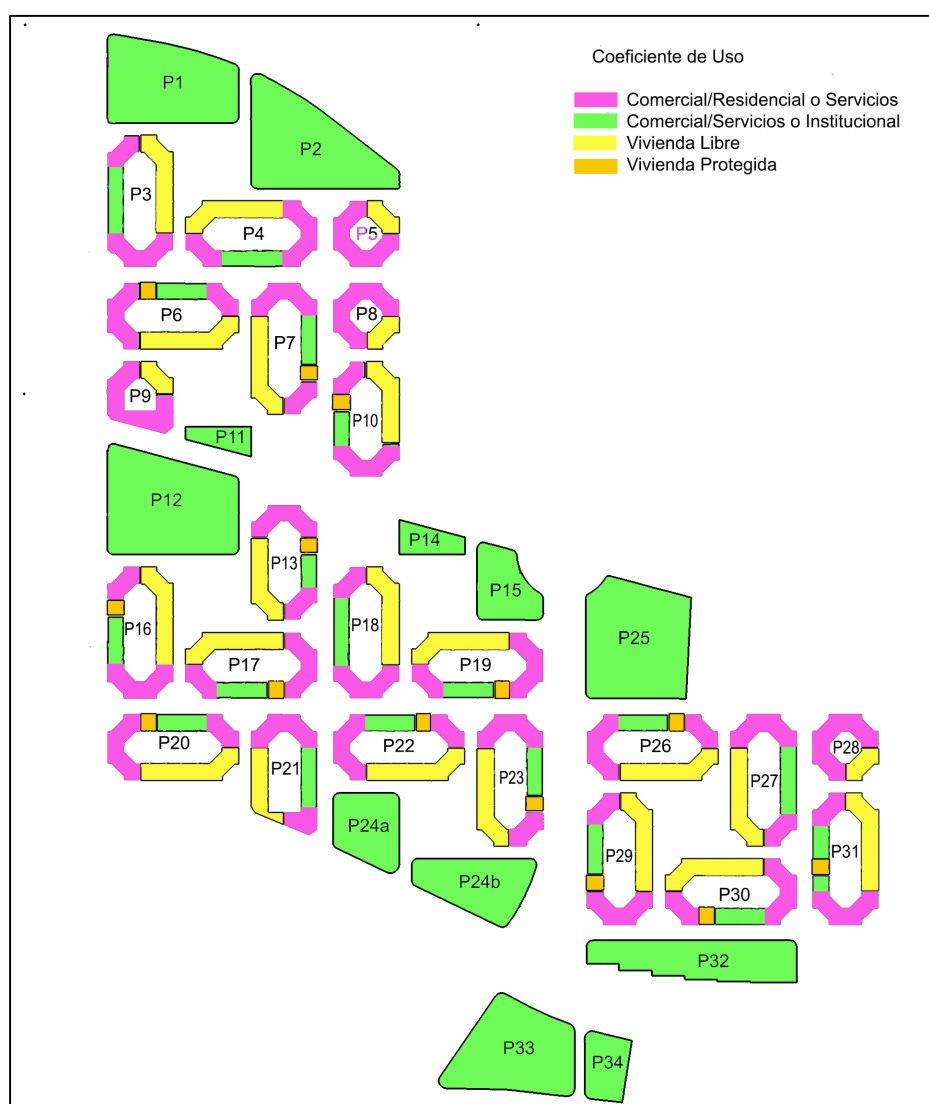 Coeficiente de Uso
Comercial/Residencial o Servicios
Comercial/Servicios o Institucional
Vivienda Libre
Vivienda Protegida
P1
P2
P3
P4
P5
P6
P7
P8
P9
P10
P11
P12
P13
P14
P15
P16
P17
P18
P19
P25
P20
P21
P22
P23
P26
P27
P28
P24a
P24b
P29
P30
P31
P32
P33
P34